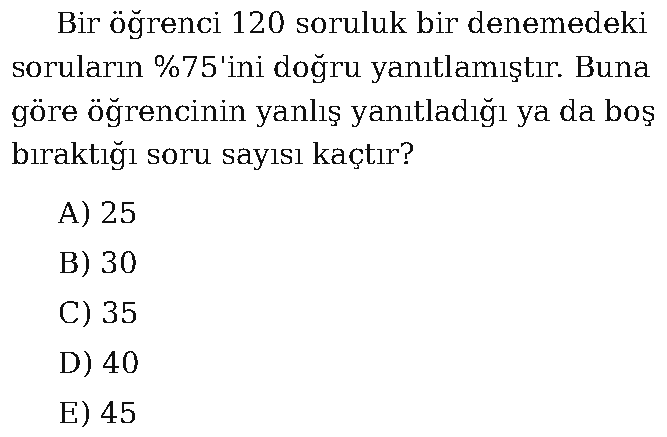 Bir öğrenci 120 soruluk bir denemedeki
soruların %75'ini doğru yanıtlamıştır. Buna
göre öğrencinin yanlış yanıtladığı ya da boş
bıraktığı soru sayısı kaçtır?
A) 25
B) 30
C) 35
D) 40
E) 45